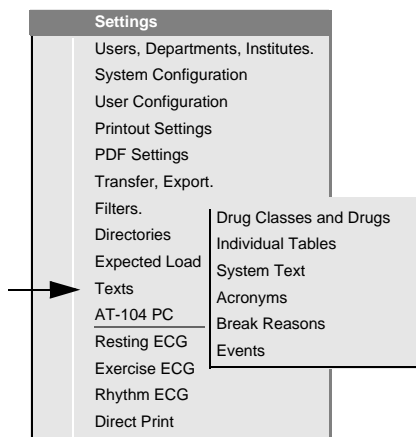 Settings
Users, Departments, Institutes.
System Configuration
User Configuration
Printout Settings
PDF Settings
Transfer, Export.
Filters.
Directories
Expected Load
Texts
AT-104 PC
Resting ECG
Exercise ECG
Rhythm ECG
Direct Print
Drug Classes and Drugs
Individual Tables
System Text
Acronyms
Break Reasons
Events